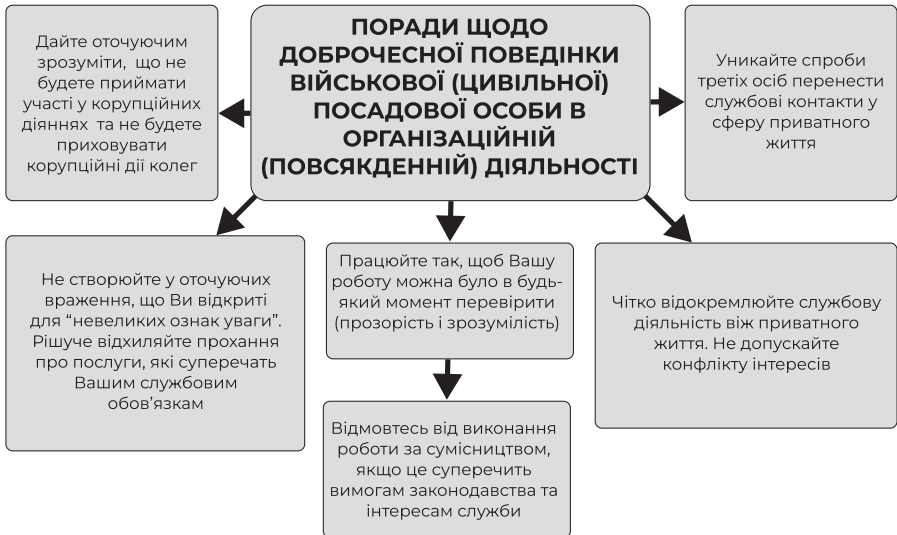 ПОРАДИ ЩОДО
ДОБРОЧЕСНОЇ ПОВЕДІНКИ
ВІЙСЬКОВОЇ (ЦИВІЛЬНОЇ)
ПОСАДОВОЇ ОСОБИ В
ОРГАНІЗАЦІЙНІЙ
(ПОВСЯКДЕННІЙ) ДІЯЛЬНОСТІ
Дайте оточуючим
зрозуміти, що не
будете приймати
участі у корупційних
діяннях та не будете
приховувати
корупційні дії колег
Уникайте спроби
третіх осіб перенести
службові контакти у
сферу приватного
життя
Не створюйте у оточуючих
враження, що Ви відкриті
для “невеликих ознак уваги”.
Рішуче відхиляйте прохання
про послуги, які суперечать
Вашим службовим
обов’язкам
Працюйте так, щоб Вашу
роботу можна було в будь-
який момент перевірити
(прозорість і зрозумілість)
Чітко відокремлюйте службову
діяльність віж приватного
життя. Не допускайте
конфлікту інтересів
Відмовтесь від виконання
роботи за сумісництвом,
якщо це суперечить
вимогам законодавства та
інтересам служби